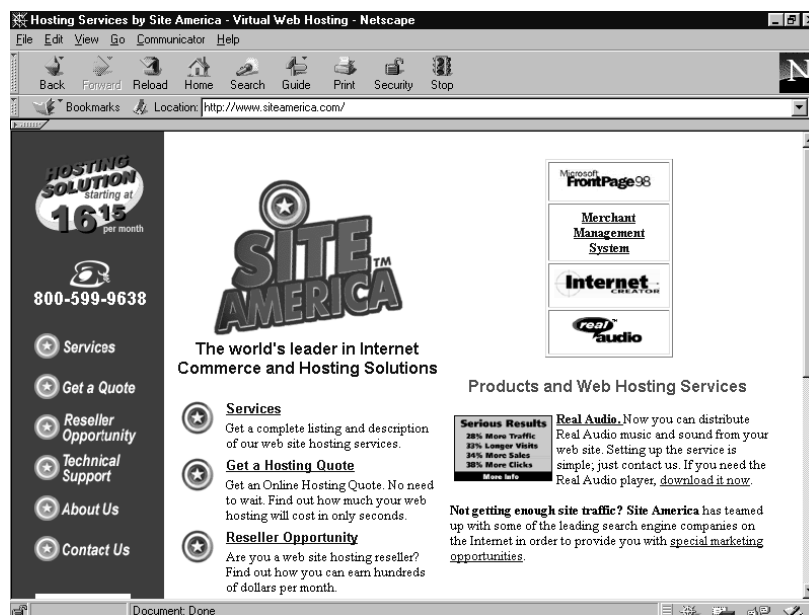 Hosting Services by Site America - Virtual Web Hosting - Netscape
File Edit View Go Communicator Help
Back Forward Reload Home Search Guide Print Security Stop
N
Bookmarks Location: http://www.siteamerica.com/
HOSTING
SOLUTION
starting at
16 15
per month
800-599-9638
Services
Get a Quote
Reseller
Opportunity
Technical
Support
About Us
Contact Us
SITE
AMERICA
TM
The world's leader in Internet
Commerce and Hosting Solutions
Services
Get a complete listing and description
of our web site hosting services.
Get a Hosting Quote
Get an Online Hosting Quote. No need
to wait. Find out how much your web
hosting will cost in only seconds.
Reseller Opportunity
Are you a web site hosting reseller?
Find out how you can earn hundreds
of dollars per month.
Microsoft
FrontPage98
Merchant
Management
System
Internet
CREATOR
real
audio
Products and Web Hosting Services
Serious Results
28% More Traffic
33% Longer Visits
34% More Sales
38% More Clicks
More Info
Real Audio. Now you can distribute
Real Audio music and sound from your
web site. Setting up the service is
simple; just contact us. If you need the
Real Audio player, download it now.
Not getting enough site traffic? Site America has teamed
up with some of the leading search engine companies on
the Internet in order to provide you with special marketing
opportunities.
Document: Done